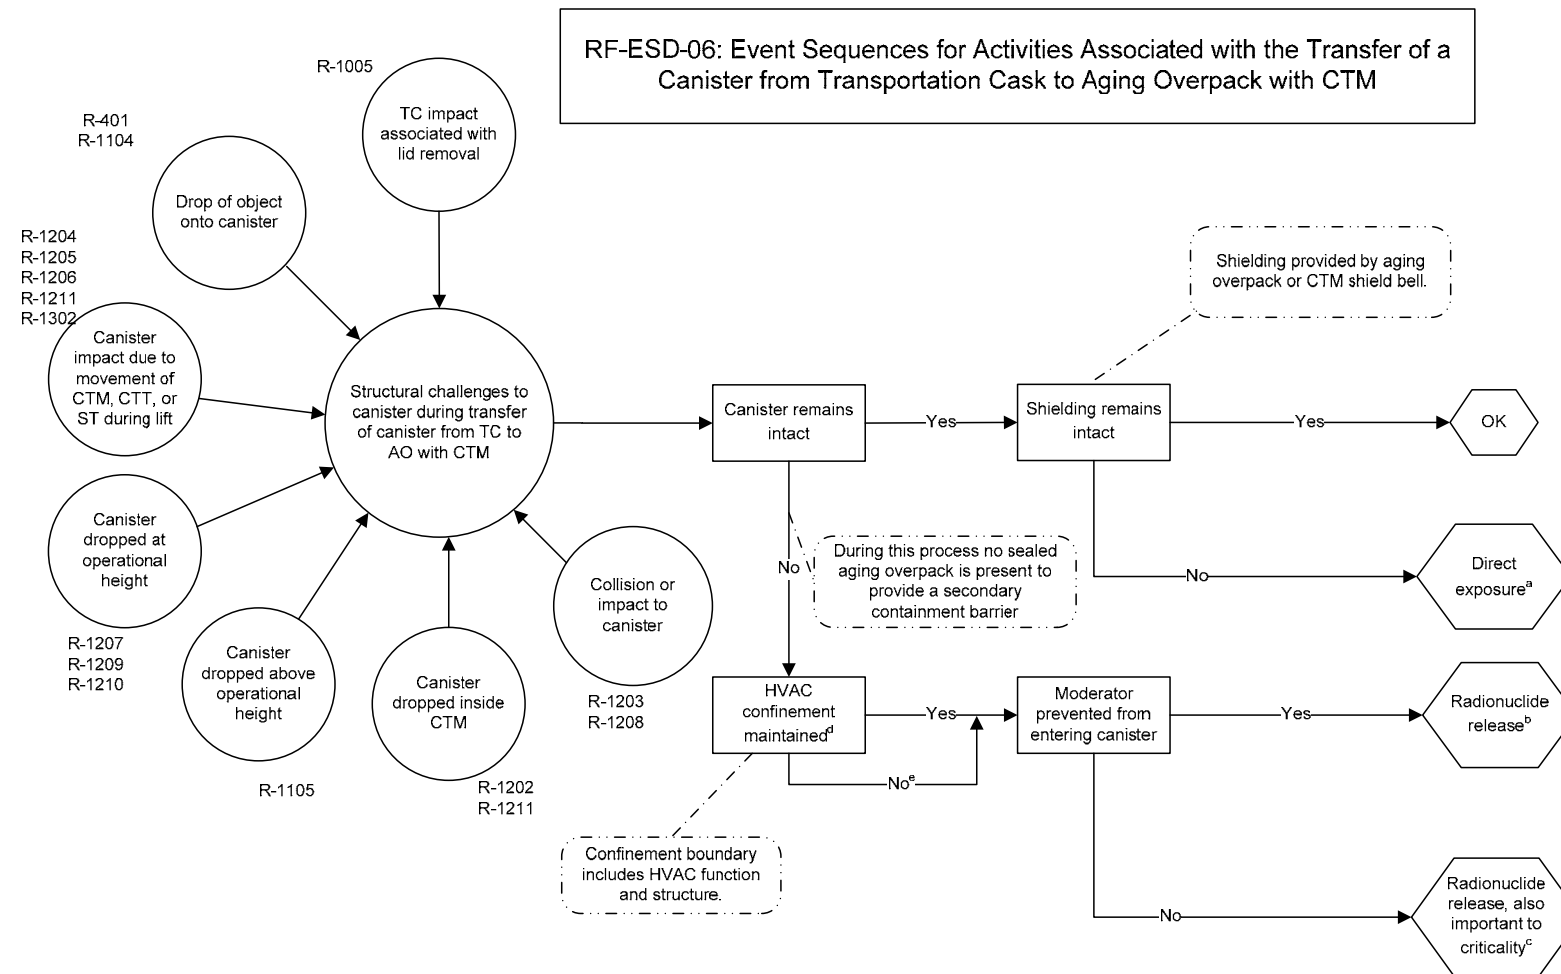 RF-ESD-06: Event Sequences for Activities Associated with the Transfer of a
Canister from Transportation Cask to Aging Overpack with CTM
R-1005
TC impact
associated with
lid removal
R-401
R-1104
Drop of object
onto canister
R-1204
R-1205
R-1206
R-1211
R-1302
Canister
impact due to
movement of
CTM, CTT, or
ST during lift
Canister
dropped at
operational
height
R-1207
R-1209
R-1210
Canister
dropped above
operational
height
R-1105
Canister
dropped inside
CTM
R-1202
R-1211
Collision or
impact to
canister
R-1203
R-1208
Structural challenges to
canister during transfer
of canister from TC to
AO with CTM
Canister remains
intact
Yes
Shielding remains
intact
Yes
OK
Shielding provided by aging
overpack or CTM shield bell.
No
Direct
exposureᵃ
No
During this process no sealed
aging overpack is present to
provide a secondary
containment barrier
HVAC
confinement
maintainedᵈ
Yes
Noᵉ
Moderator
prevented from
entering canister
Yes
Radionuclide
releaseᵇ
Confinement boundary
includes HVAC function
and structure.
No
Radionuclide
release, also
important to
criticalityᶜ